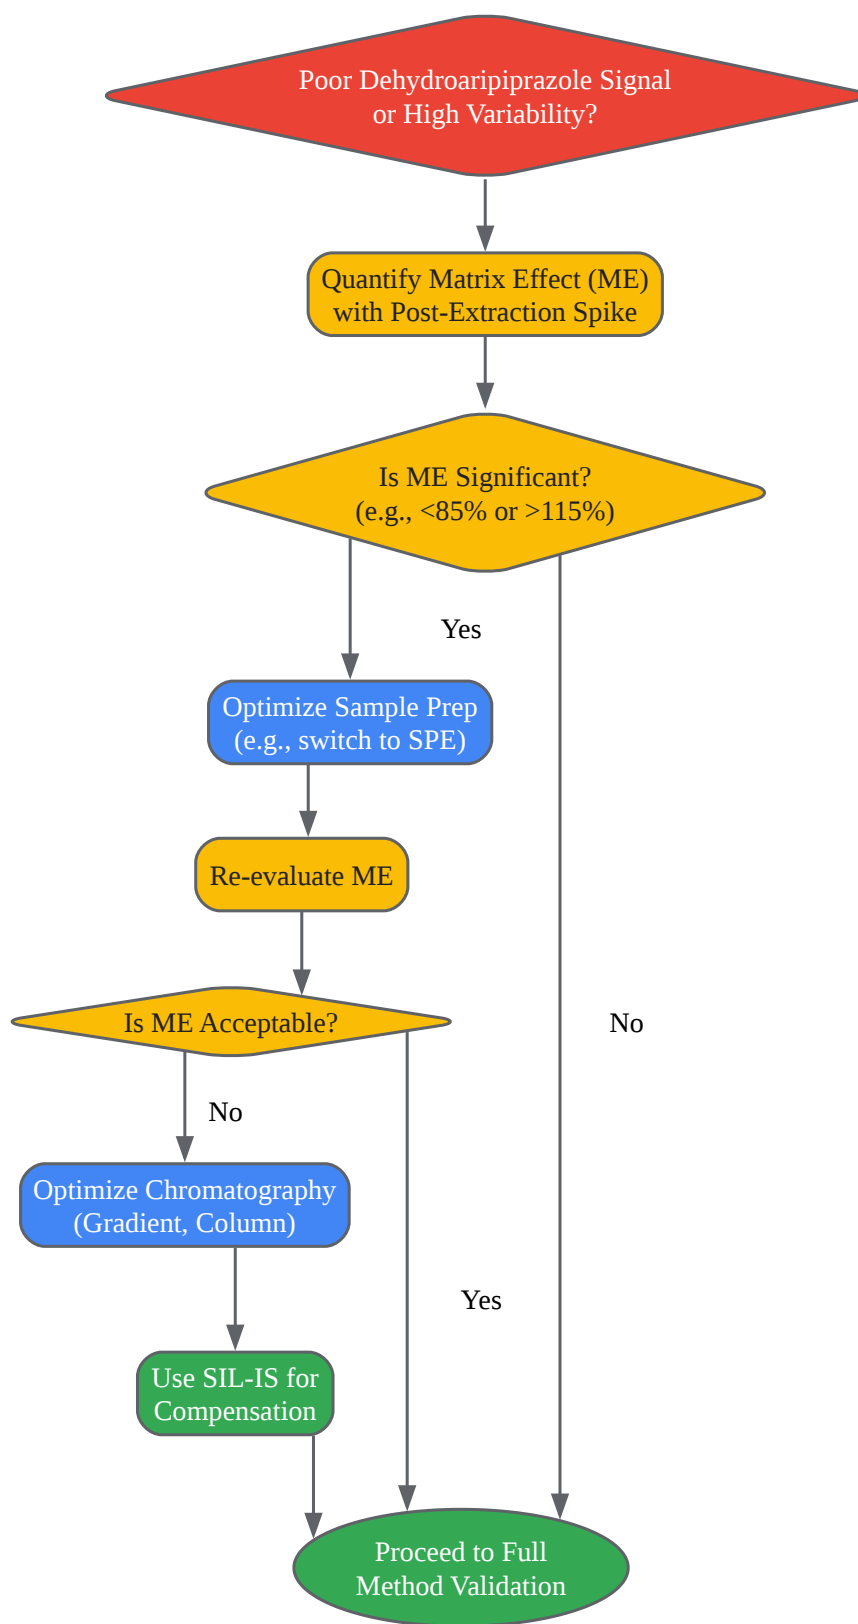 Poor Dehydroaripiprazole Signal
or High Variability?
Quantify Matrix Effect (ME)
with Post-Extraction Spike
Is ME Significant?
(e.g., <85% or >115%)
Yes
Optimize Sample Prep
(e.g., switch to SPE)
Re-evaluate ME
Is ME Acceptable?
No
No
Optimize Chromatography
(Gradient, Column)
Yes
Use SIL-IS for
Compensation
Proceed to Full
Method Validation